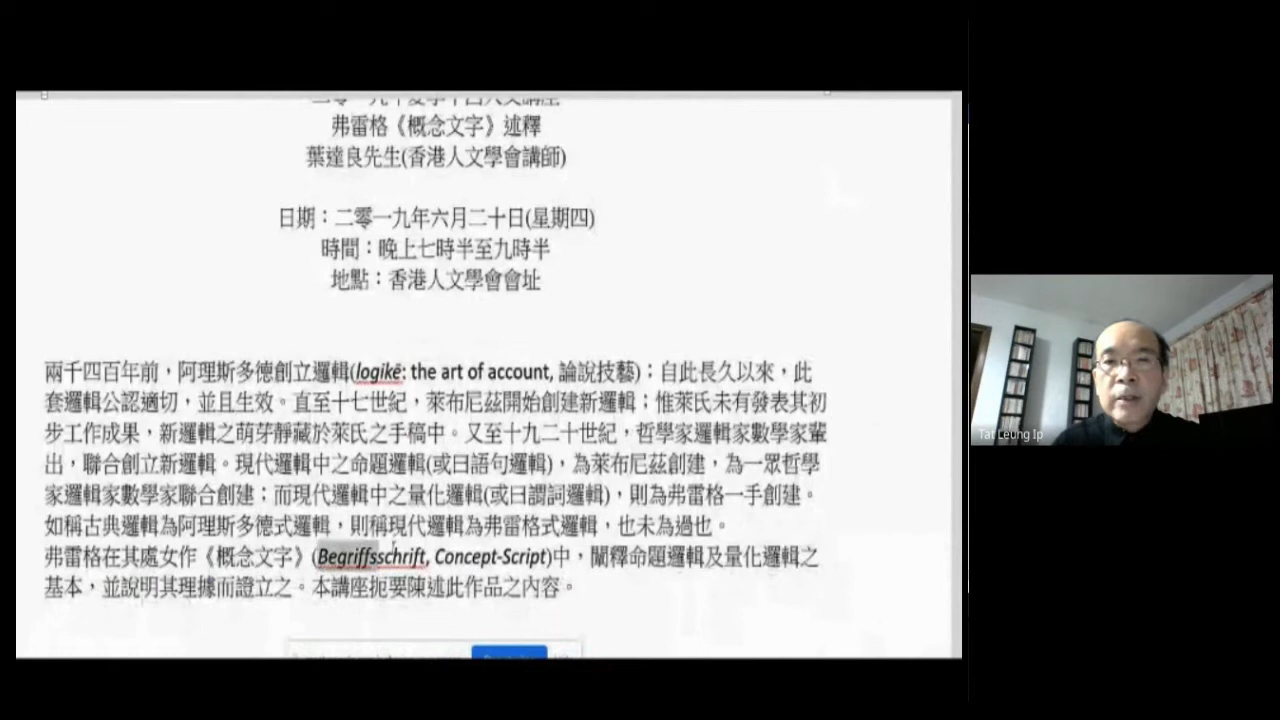 弗雷格《概念文字》述釋
葉達良先生(香港人文學會講師)
日期：二零一九年六月二十日(星期四)
時間：晚上七時半至九時半
地點：香港人文學會會址
兩千四百年前，阿理斯多德創立邏輯(logikē: the art of account, 論說技藝)；自此長久以來，此
套邏輯公認適切，並且生效。直至十七世紀，萊布尼茲開始創建新邏輯；惟萊氏未有發表其初
步工作成果，新邏輯之萌芽靜藏於萊氏之手稿中。又至十九二十世紀，哲學家邏輯家數學家輩
出，聯合創立新邏輯。現代邏輯中之命題邏輯(或曰語句邏輯)，為萊布尼茲創建，為一眾哲學
家邏輯家數學家聯合創建；而現代邏輯中之量化邏輯(或曰謂詞邏輯)，則為弗雷格一手創建。
如稱古典邏輯為阿理斯多德式邏輯，則稱現代邏輯為弗雷格式邏輯，也未為過也。
弗雷格在其處女作《概念文字》(Begriffsschrift, Concept-Script)中，闡釋命題邏輯及量化邏輯之
基本，並說明其理據而證立之。本講座扼要陳述此作品之內容。
Tat Leung Ip